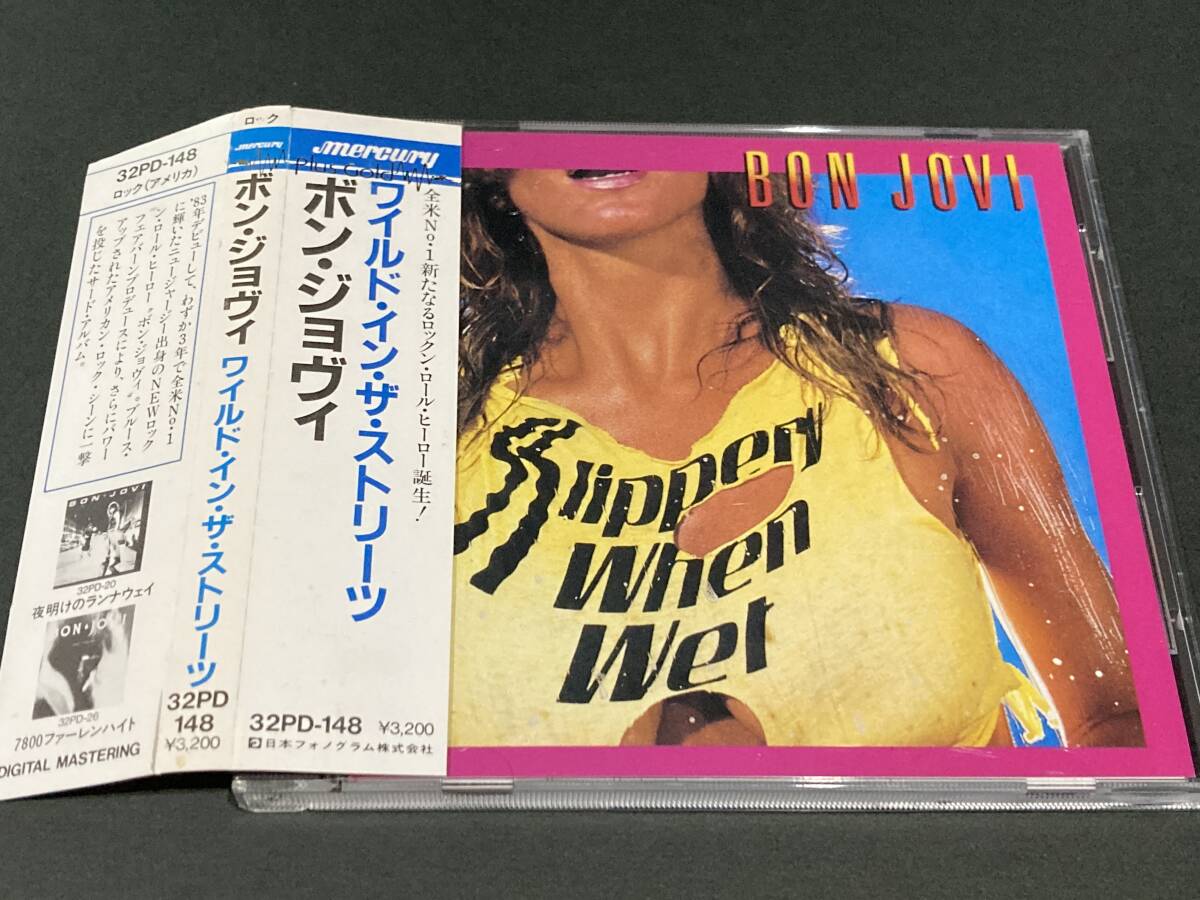 32PD-148
ロック(アメリカ)
'83年デビューして、わずか3年で全米No・1
に輝いたニュージャージー出身のNEWロック
ン・ロール・ヒーロー"ボン・ジョヴィ"。ブルース・
フェアバーンプロデュースにより、さらにパワー
アップされたアメリカン・ロック・シーンに一撃
を投じたサード・アルバム。
BON・JOVI
32PD-20
夜明けのランナウェイ
BON・JOVI
32PD-26
7800ファーレンハイト
DIGITAL MASTERING
ロック
mercury
ボン・ジョヴィ ワイルド・イン・ザ・ストリーツ
32PD
148
¥3,200
mercury
plus Gold
全米No・1 新たなるロックン・ロール・ヒーロー誕生!
ワイルド・イン・ザ・ストリーツ
ボン・ジョヴィ
32PD-148 ¥3,200
日本フォノグラム株式会社
BON JOVI
Slippery
When
Wet